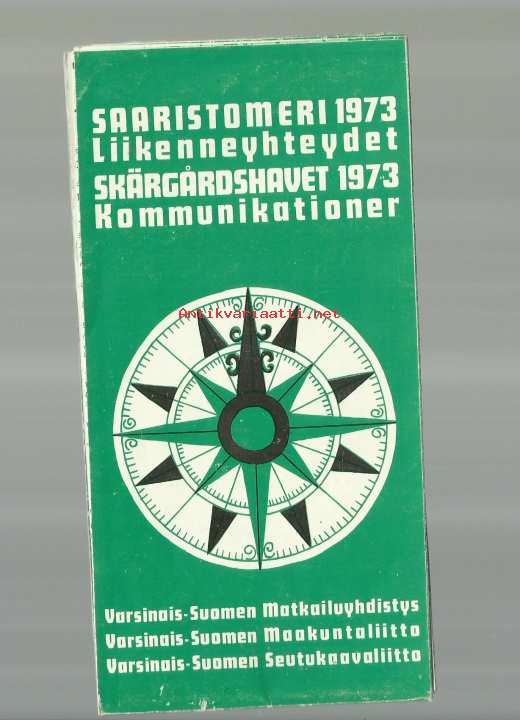 SAARISTOMERI 1973
Liikenneyhteydet
SKÄRGÅRDSHAVET 1973
Kommunikationer
Antikvariaatti.net
Varsinais-Suomen Matkailuyhdistys
Varsinais-Suomen Maakuntaliitto
Varsinais-Suomen Seutukaavaliitto